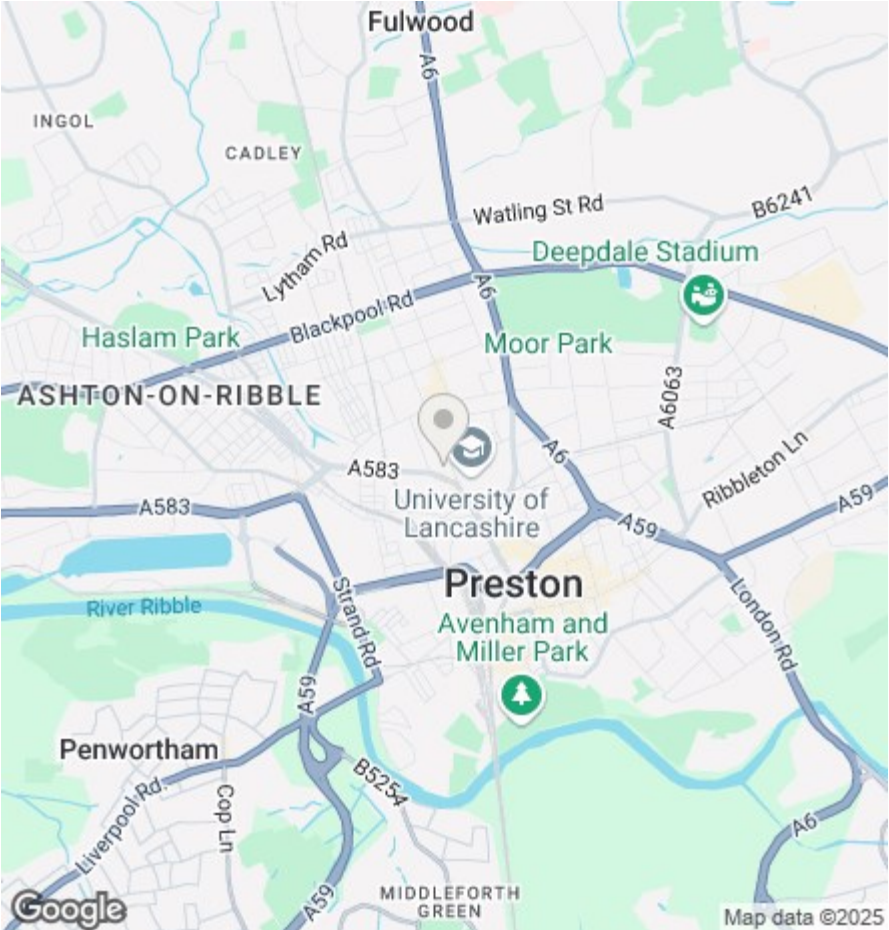 Fulwood
A6
INGOL
CADLEY
Watling St Rd
B6241
Lytham Rd
Deepdale Stadium
A6
Blackpool Rd
Haslam Park
Moor Park
ASHTON-ON-RIBBLE
A6063
A6
Ribbleton Ln
A583
A59
University of
Lancashire
A583
A59
Preston
River Ribble
Strand Rd
London Rd
Avenham and
Miller Park
A59
Penwortham
B5254
Liverpool Rd
Cop Ln
A6
A59
MIDDLEFORTH
GREEN
Google
Map data ©2025